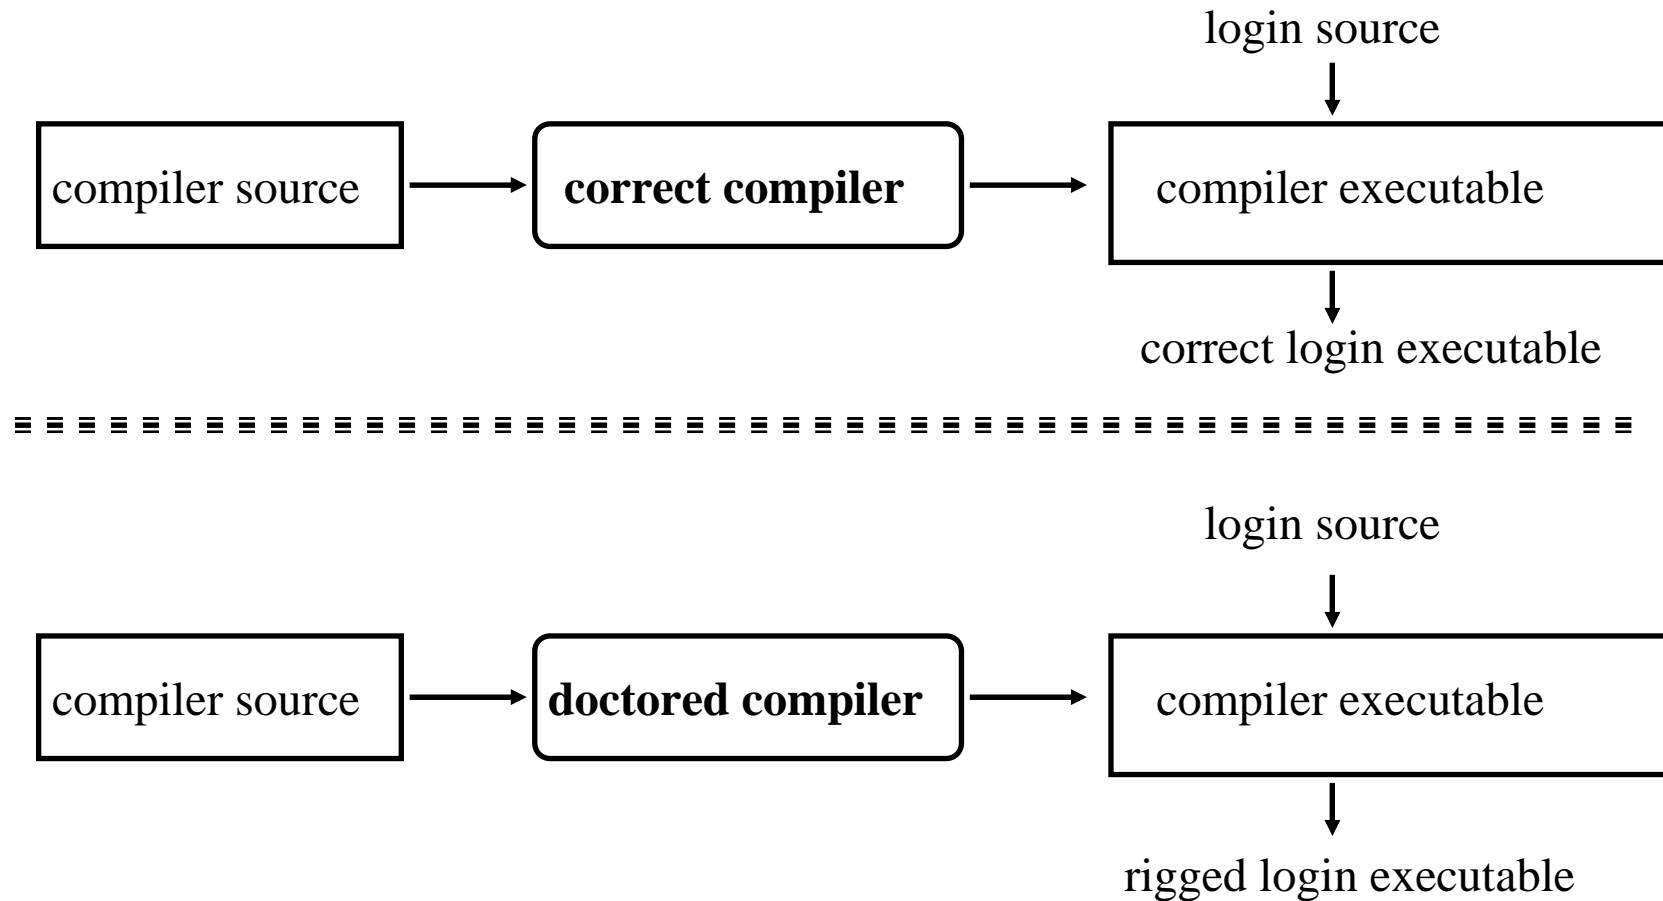 login source
compiler source
correct compiler
compiler executable
correct login executable
login source
compiler source
doctored compiler
compiler executable
rigged login executable